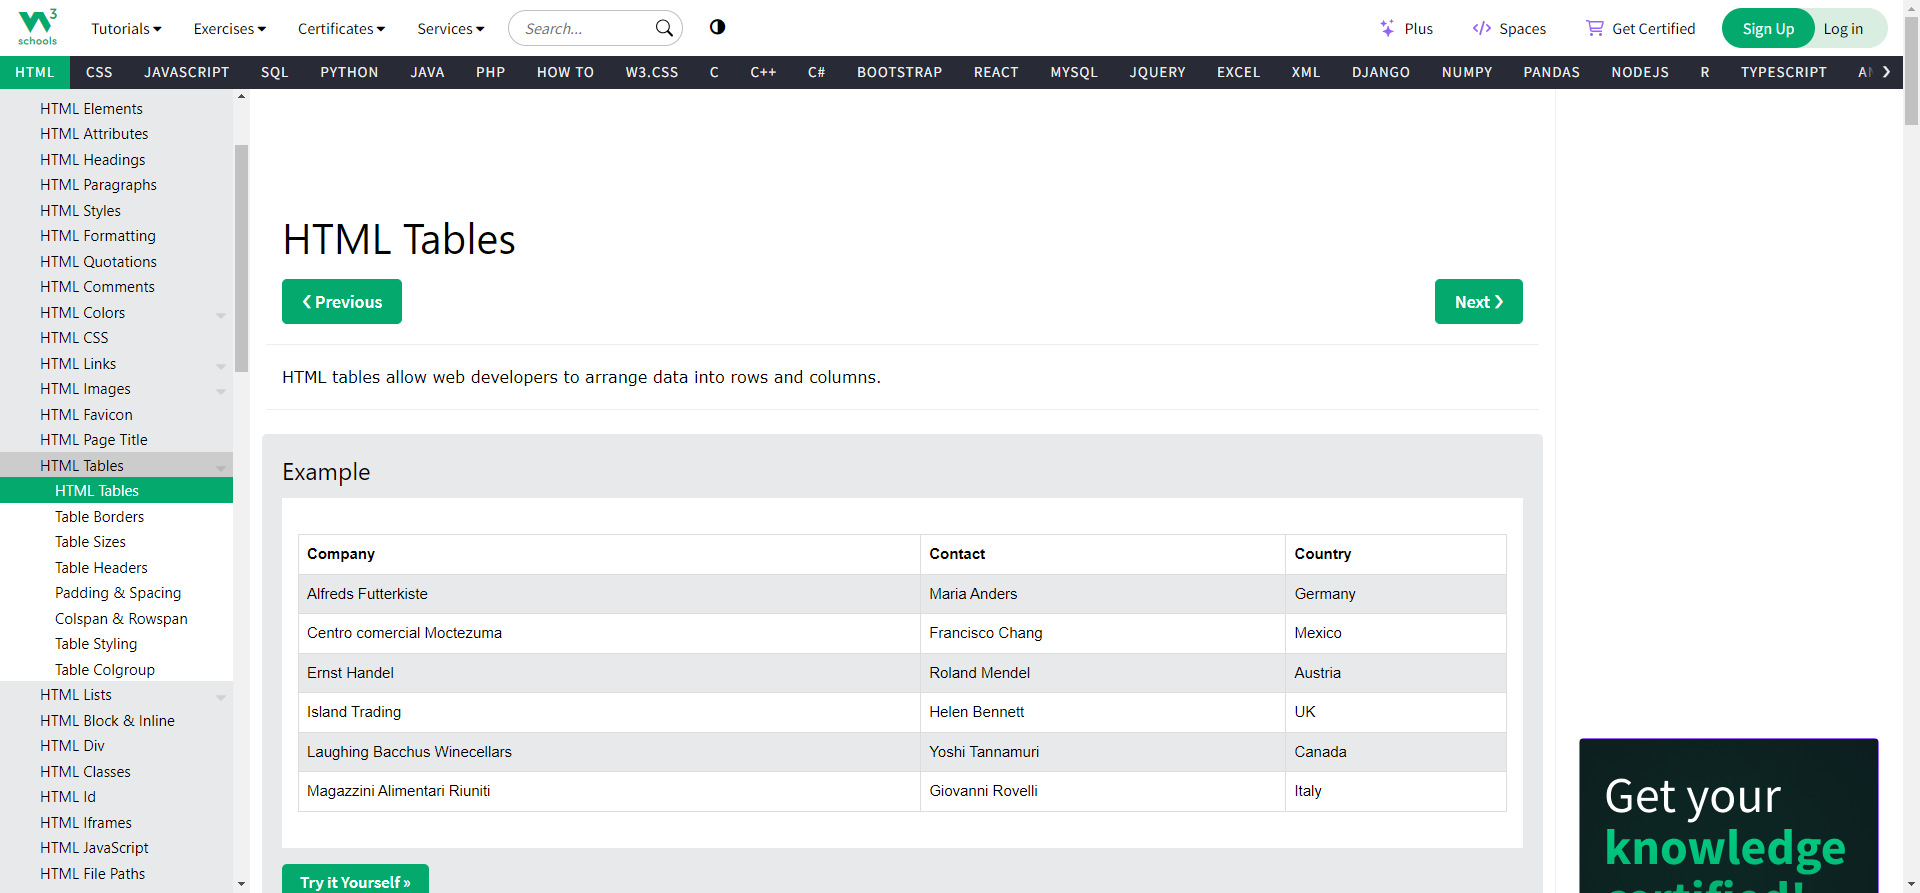 3
schools
Tutorials Exercises Certificates Services Search... Plus Spaces Get Certified Sign Up Log in
HTML CSS JAVASCRIPT SQL PYTHON JAVA PHP HOW TO W3.CSS C C++ C# BOOTSTRAP REACT MYSQL JQUERY EXCEL XML DJANGO NUMPY PANDAS NODEJS R TYPESCRIPT
HTML Elements
HTML Attributes
HTML Headings
HTML Paragraphs
HTML Styles
HTML Formatting
HTML Quotations
HTML Comments
HTML Colors
HTML CSS
HTML Links
HTML Images
HTML Favicon
HTML Page Title
HTML Tables
HTML Tables
Table Borders
Table Sizes
Table Headers
Padding & Spacing
Colspan & Rowspan
Table Styling
Table Colgroup
HTML Lists
HTML Block & Inline
HTML Div
HTML Classes
HTML Id
HTML Iframes
HTML JavaScript
HTML File Paths
HTML Tables
❮ Previous
Next ❯
HTML tables allow web developers to arrange data into rows and columns.
Example
Company Contact Country
Alfreds Futterkiste Maria Anders Germany
Centro comercial Moctezuma Francisco Chang Mexico
Ernst Handel Roland Mendel Austria
Island Trading Helen Bennett UK
Laughing Bacchus Winecellars Yoshi Tannamuri Canada
Magazzini Alimentari Riuniti Giovanni Rovelli Italy
Try it Yourself »
Get your
knowledge